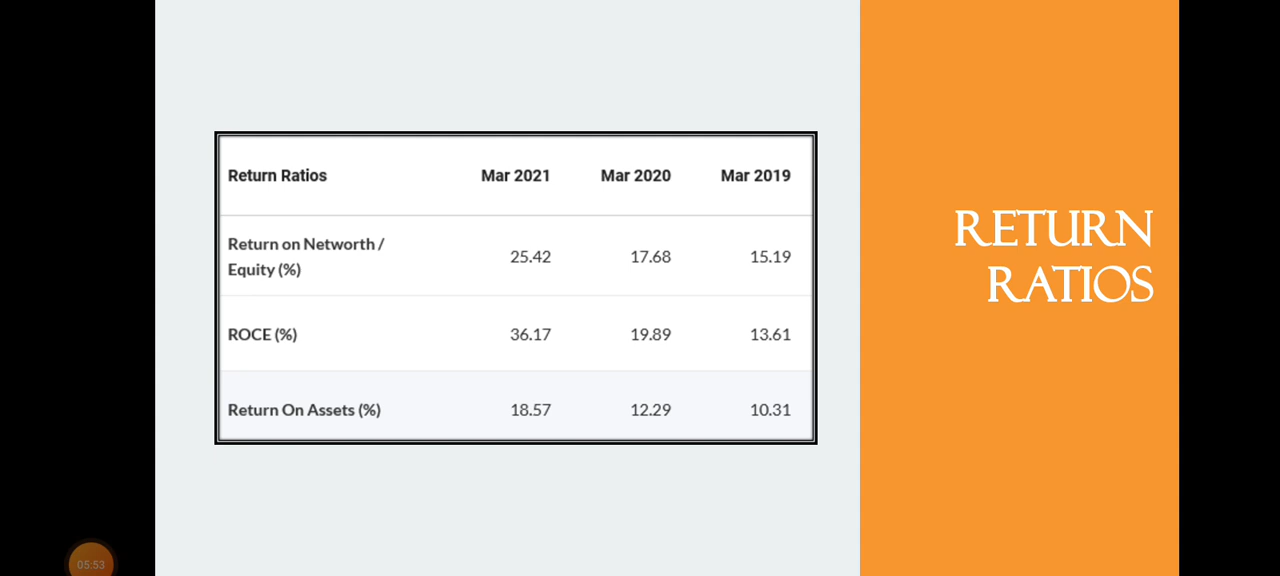 Return Ratios Mar 2021 Mar 2020 Mar 2019
Return on Networth /
Equity (%) 25.42 17.68 15.19
ROCE (%) 36.17 19.89 13.61
Return On Assets (%) 18.57 12.29 10.31
RETURN
RATIOS
05:53